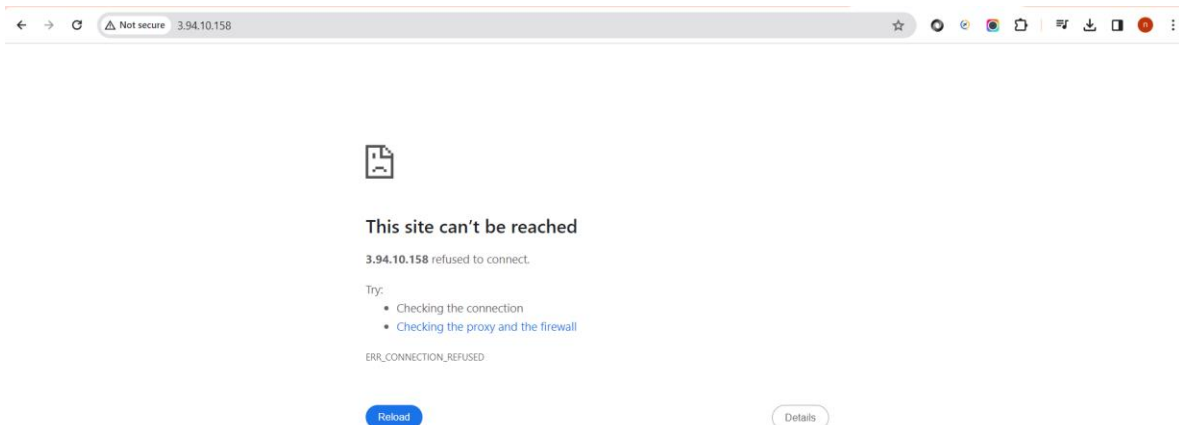 Not secure 3.94.10.158
This site can't be reached
3.94.10.158 refused to connect.
Try:
• Checking the connection
• Checking the proxy and the firewall
ERR_CONNECTION_REFUSED
Reload Details